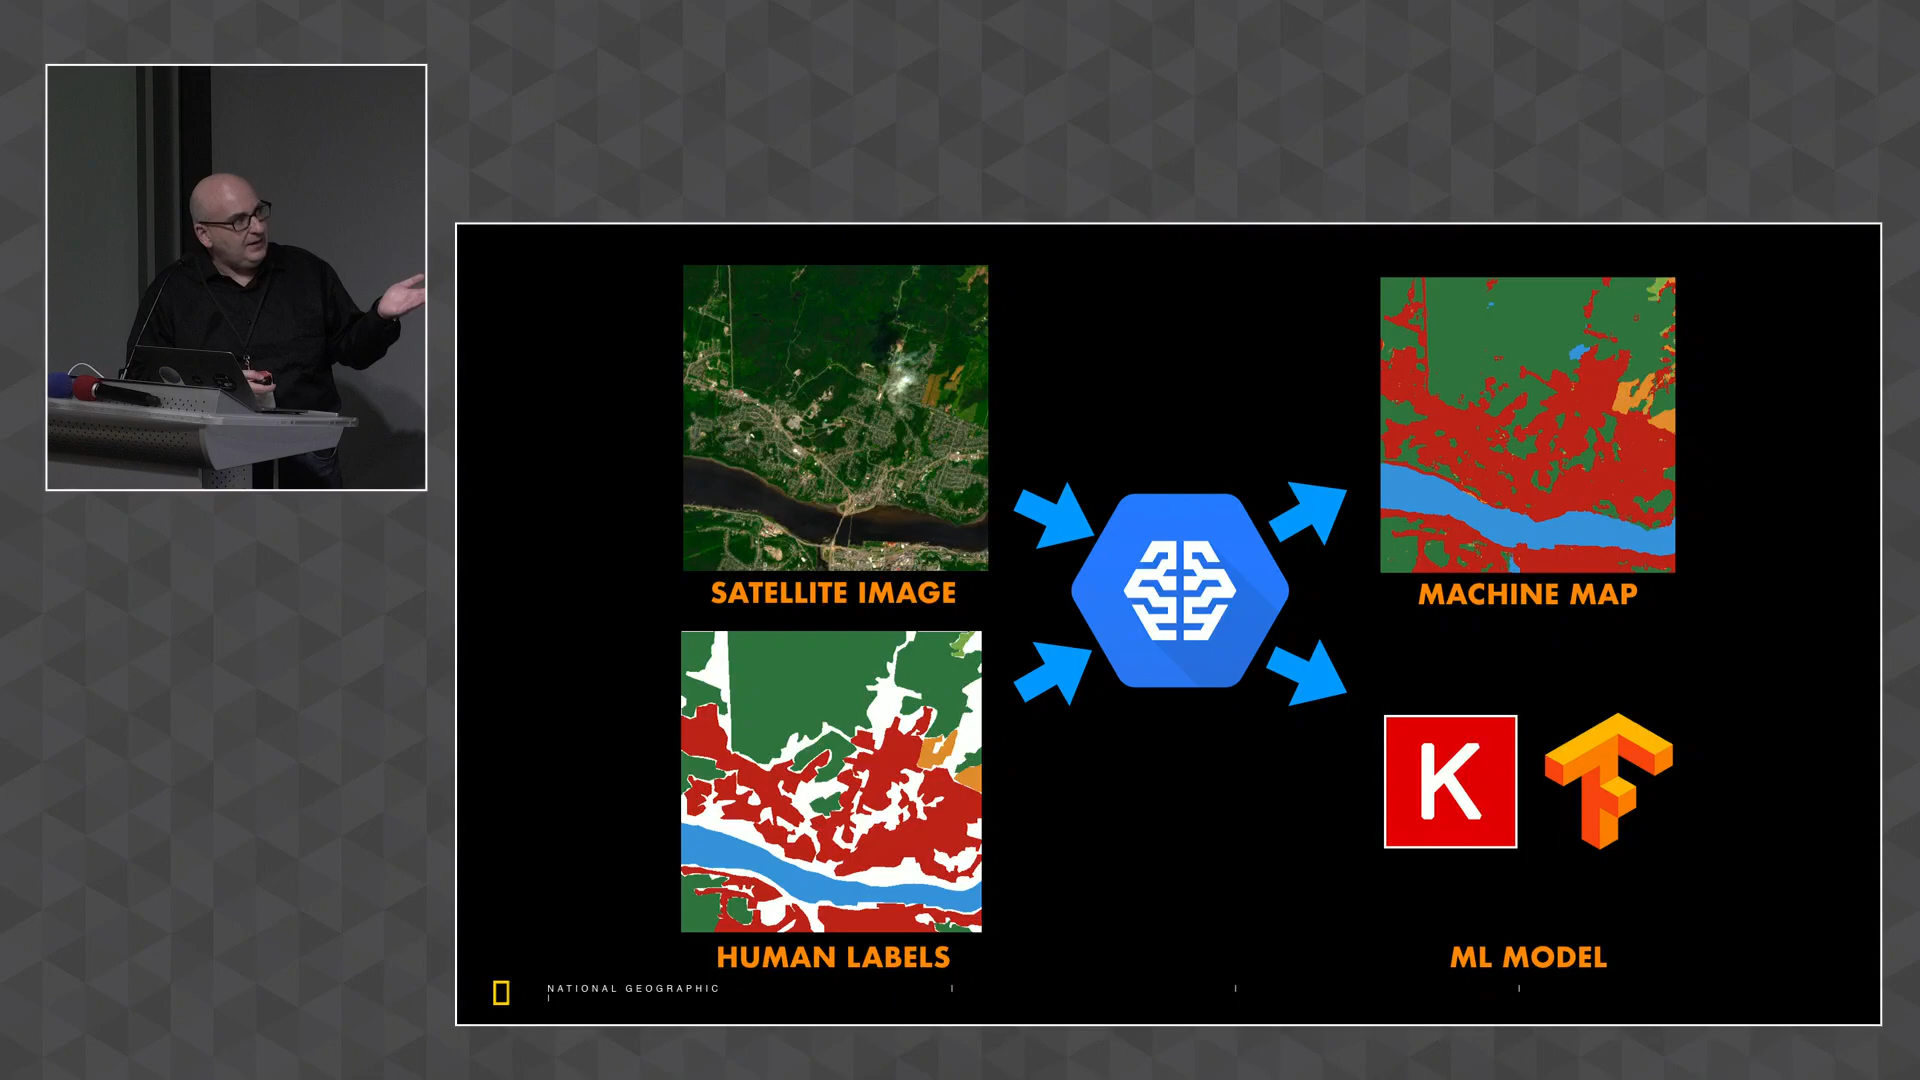 SATELLITE IMAGE
MACHINE MAP
K
HUMAN LABELS
ML MODEL
NATIONAL GEOGRAPHIC